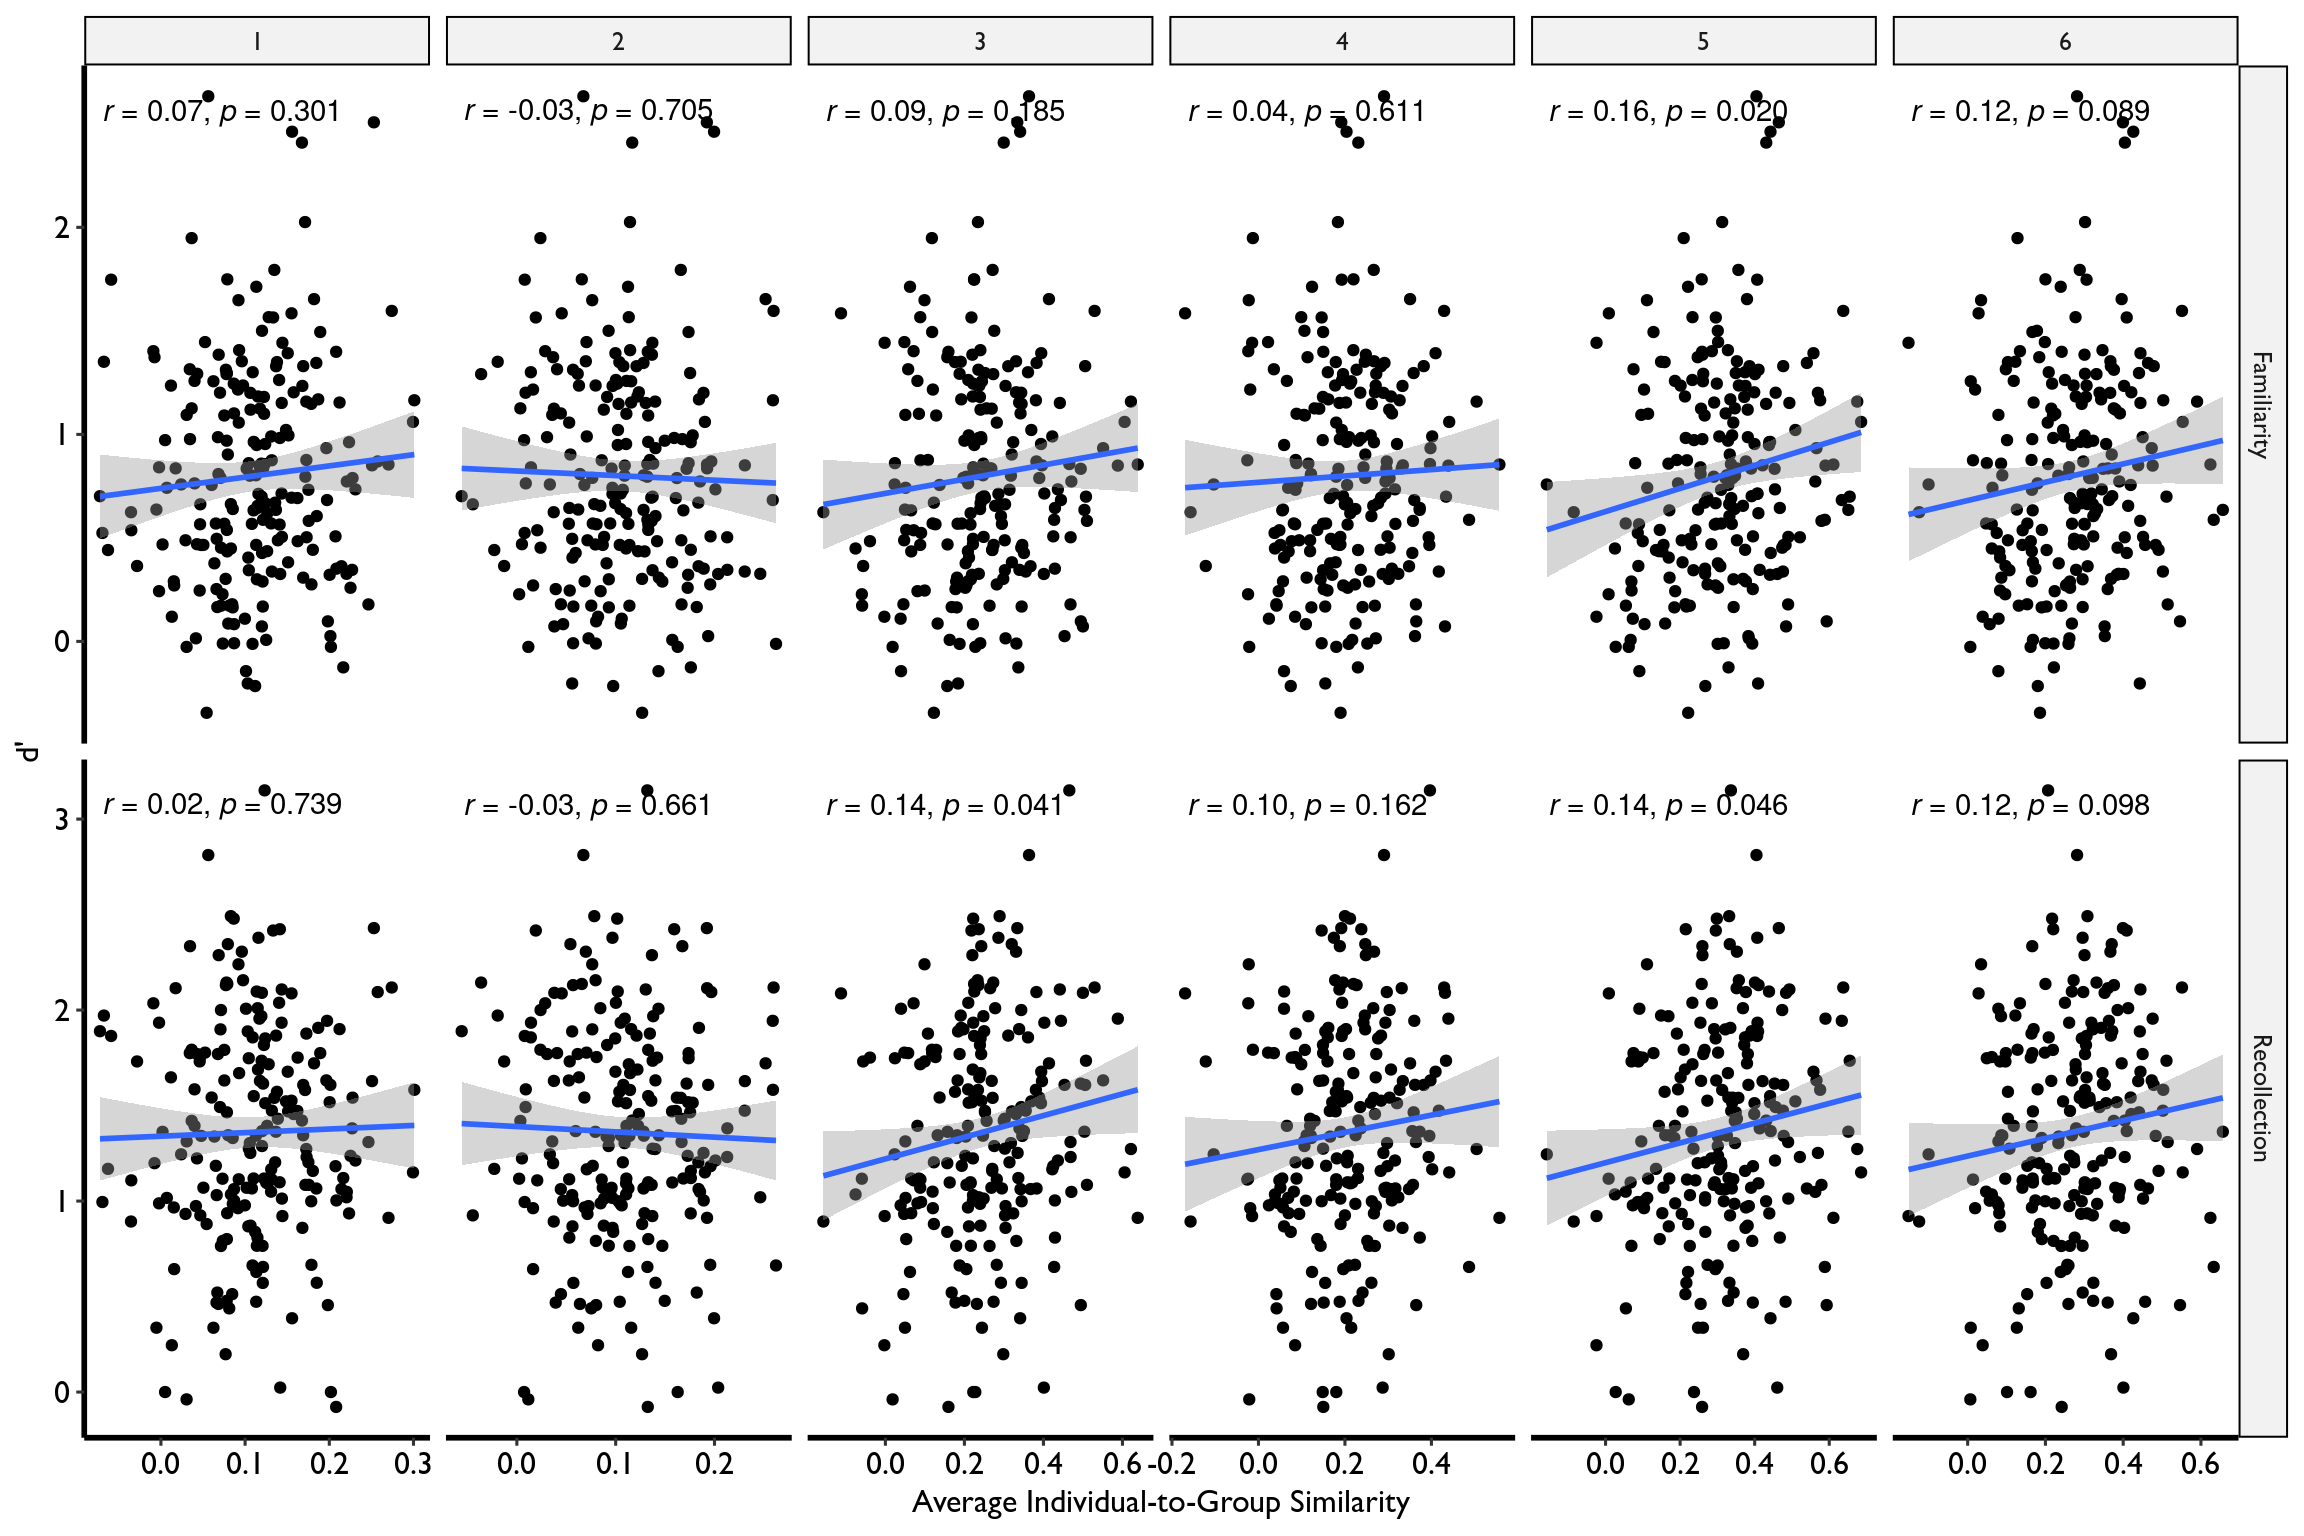 1 2 3 4 5 6
r = 0.07, p = 0.301 r = -0.03, p = 0.705 r = 0.09, p = 0.185 r = 0.04, p = 0.611 r = 0.16, p = 0.020 r = 0.12, p = 0.089
2
1
0
Familiarity
d'
r = 0.02, p = 0.739 r = -0.03, p = 0.661 r = 0.14, p = 0.041 r = 0.10, p = 0.162 r = 0.14, p = 0.046 r = 0.12, p = 0.098
3
2
1
0
Recollection
0.0 0.1 0.2 0.3 0.0 0.1 0.2 0.0 0.2 0.4 0.6 -0.2 0.0 0.2 0.4 0.0 0.2 0.4 0.6 0.0 0.2 0.4 0.6
Average Individual-to-Group Similarity